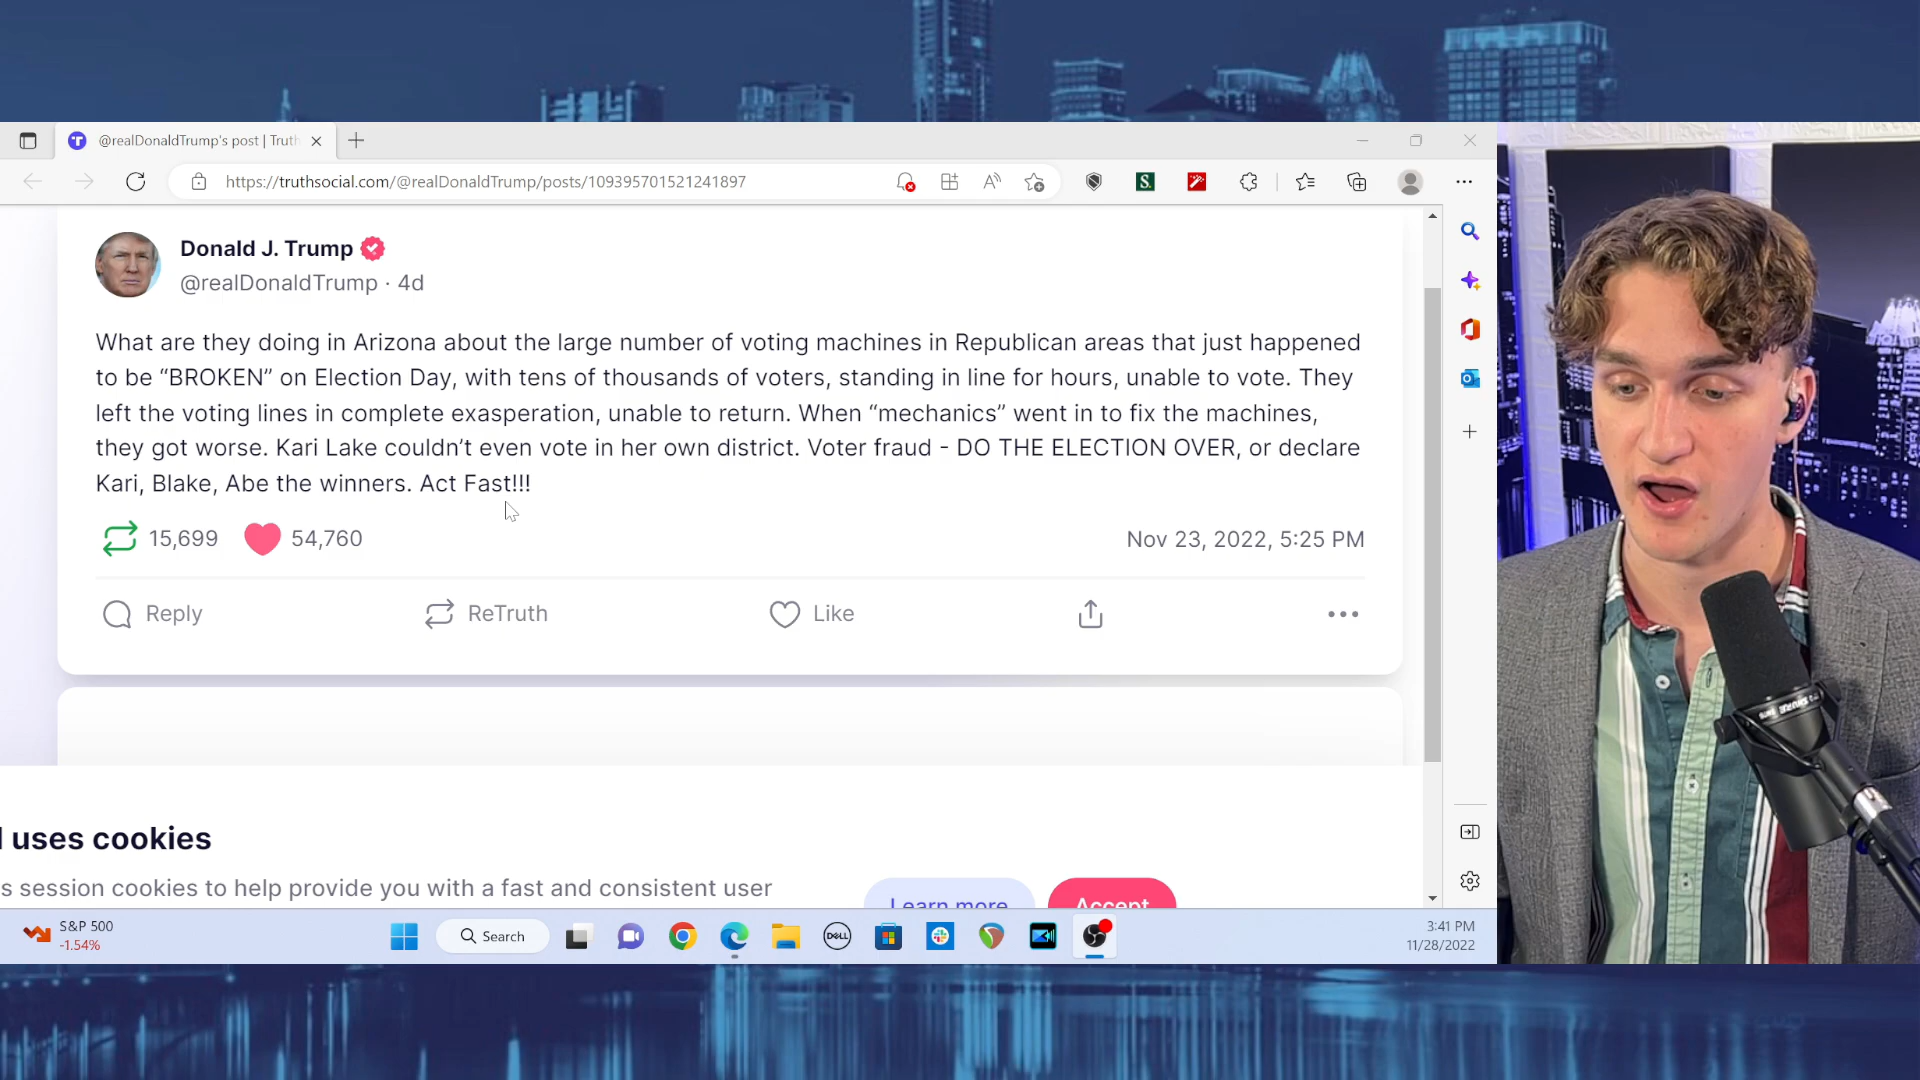 @realDonaldTrump's post | Truth
https://truthsocial.com/@realDonaldTrump/posts/109395701521241897
S.
Donald J. Trump
@realDonaldTrump · 4d
What are they doing in Arizona about the large number of voting machines in Republican areas that just happened
to be “BROKEN” on Election Day, with tens of thousands of voters, standing in line for hours, unable to vote. They
left the voting lines in complete exasperation, unable to return. When “mechanics” went in to fix the machines,
they got worse. Kari Lake couldn’t even vote in her own district. Voter fraud - DO THE ELECTION OVER, or declare
Kari, Blake, Abe the winners. Act Fast!!!
15,699 54,760 Nov 23, 2022, 5:25 PM
Reply ReTruth Like
uses cookies
s session cookies to help provide you with a fast and consistent user
Learn more Accept
S&P 500
-1.54%
Search
DELL
3:41 PM
11/28/2022